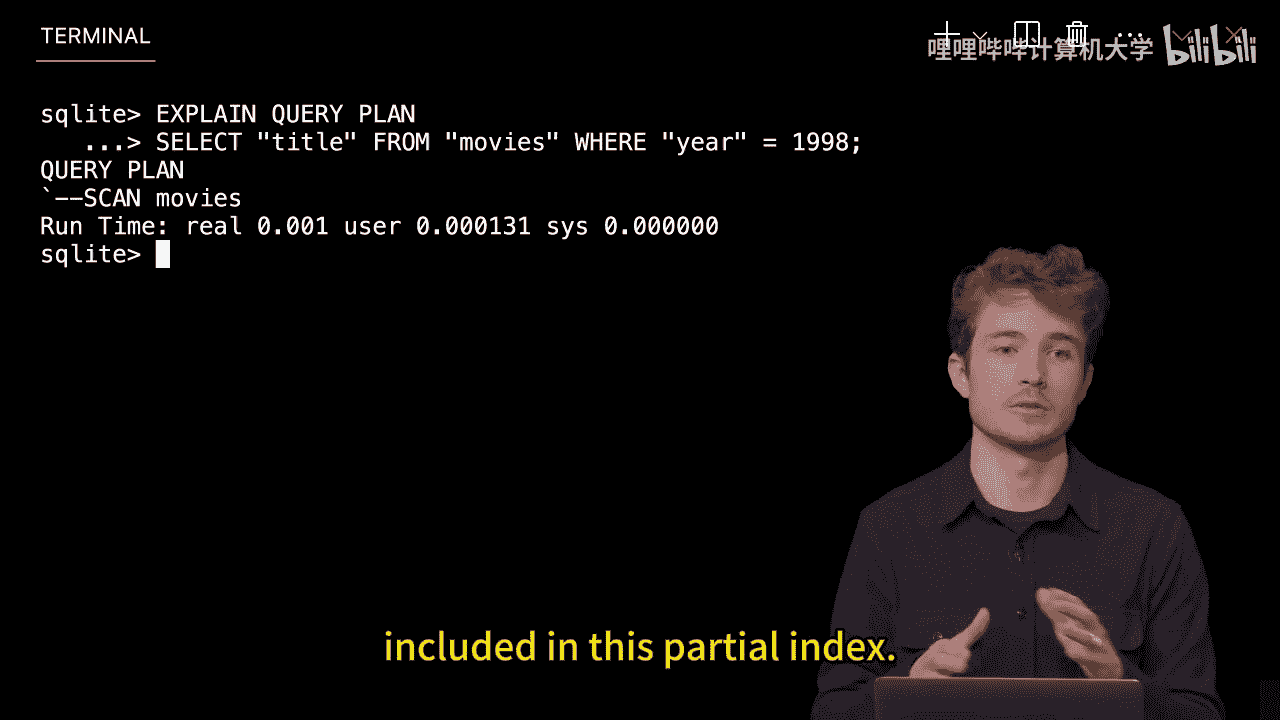 TERMINAL
哔哩哔哩计算机大学 bilibili
sqlite> EXPLAIN QUERY PLAN
...> SELECT "title" FROM "movies" WHERE "year" = 1998;
QUERY PLAN
`--SCAN movies
Run Time: real 0.001 user 0.000131 sys 0.000000
sqlite>
included in this partial index.